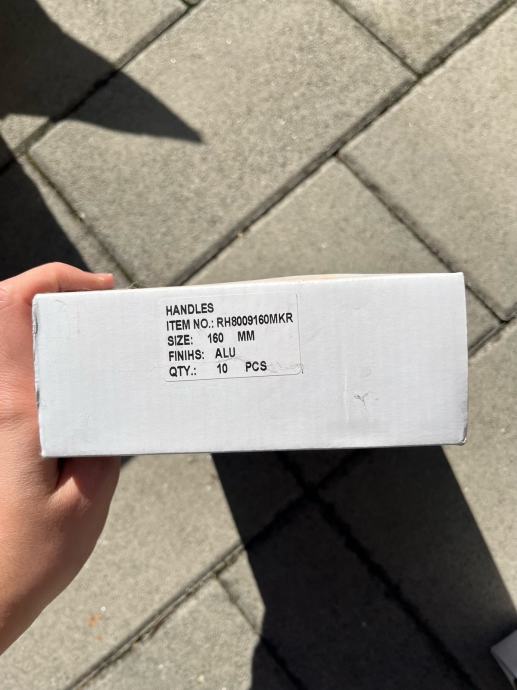 HANDLES
ITEM NO.: RH8009160MKR
SIZE: 160 MM
FINIHS: ALU
QTY.: 10 PCS